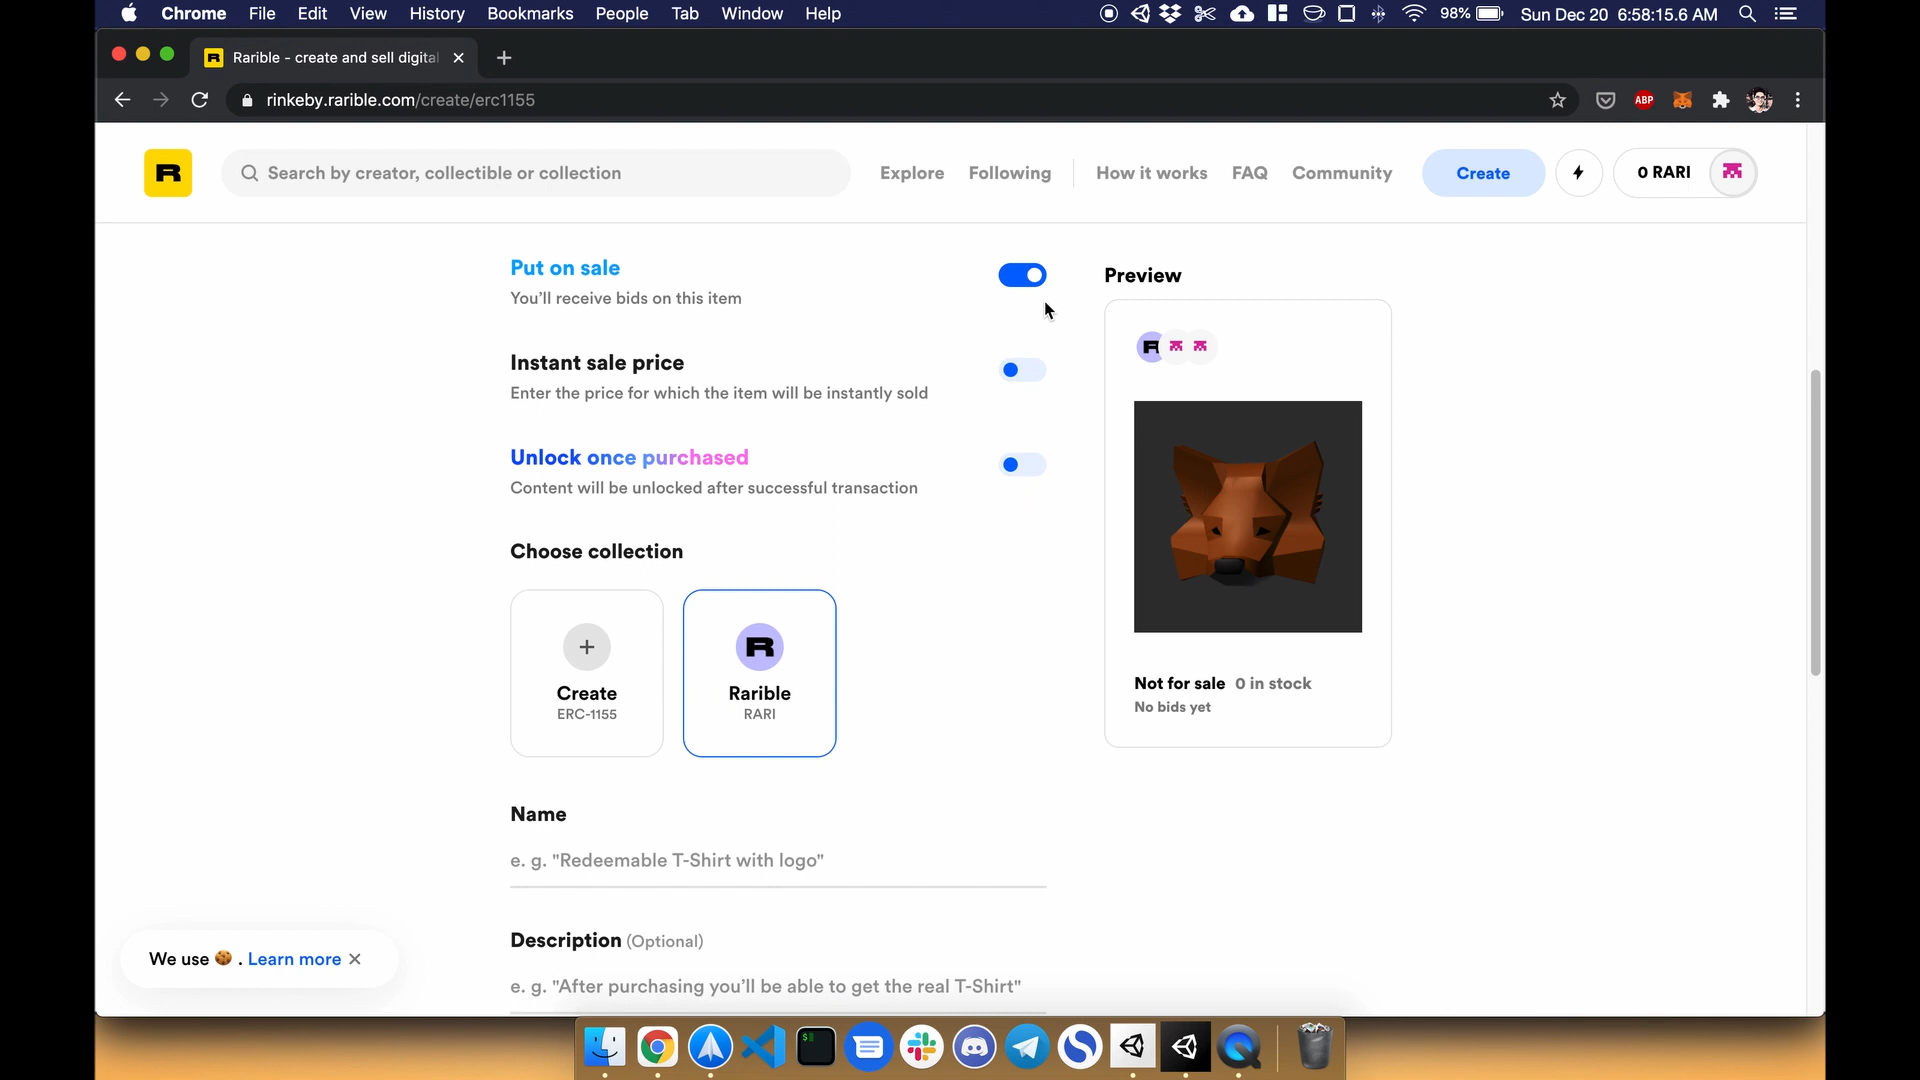 Chrome File Edit View History Bookmarks People Tab Window Help 98% Sun Dec 20 6:58:15.6 AM
R Rarible - create and sell digital
rinkeby.rarible.com/create/erc1155 ABP
R Search by creator, collectible or collection Explore Following How it works FAQ Community Create 0 RARI
Put on sale
You'll receive bids on this item
Instant sale price
Enter the price for which the item will be instantly sold
Unlock once purchased
Content will be unlocked after successful transaction
Choose collection
+ R
Create Rarible
ERC-1155 RARI
Name
e. g. "Redeemable T-Shirt with logo"
Description (Optional)
e. g. "After purchasing you'll be able to get the real T-Shirt"
Preview
R
Not for sale 0 in stock
No bids yet
We use 🍪 . Learn more
$